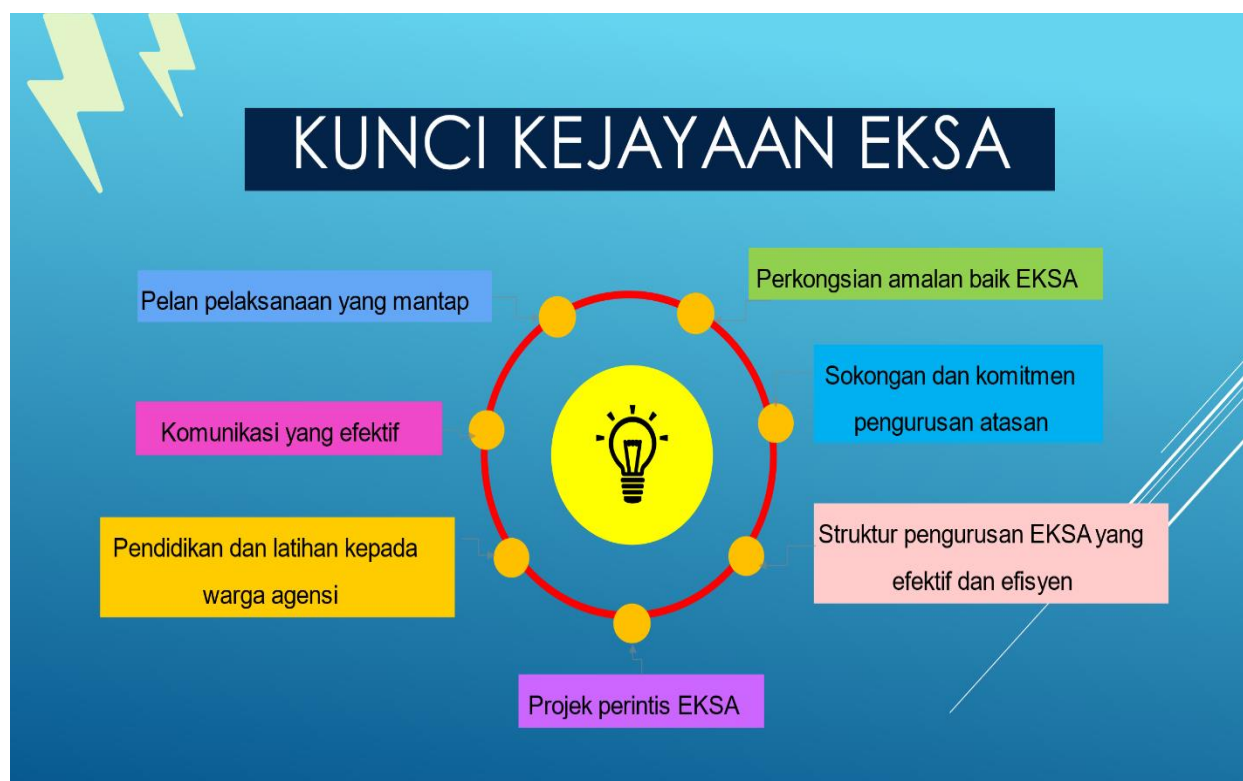 KUNCI KEJAYAAN EKSA
Perkongsian amalan baik EKSA
Pelan pelaksanaan yang mantap
Sokongan dan komitmen
pengurusan atasan
Komunikasi yang efektif
Struktur pengurusan EKSA yang
efektif dan efisyen
Pendidikan dan latihan kepada
warga agensi
Projek perintis EKSA